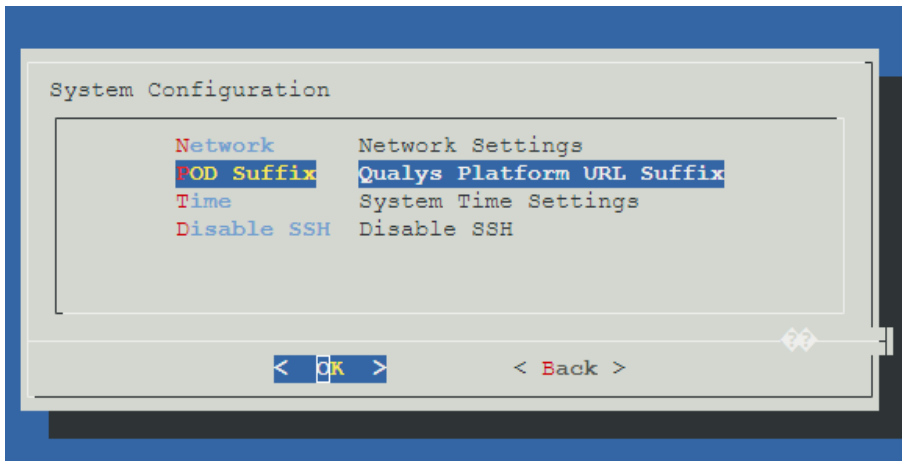 System Configuration
Network Network Settings
POD Suffix Qualys Platform URL Suffix
Time System Time Settings
Disable SSH Disable SSH
��
< OK > < Back >